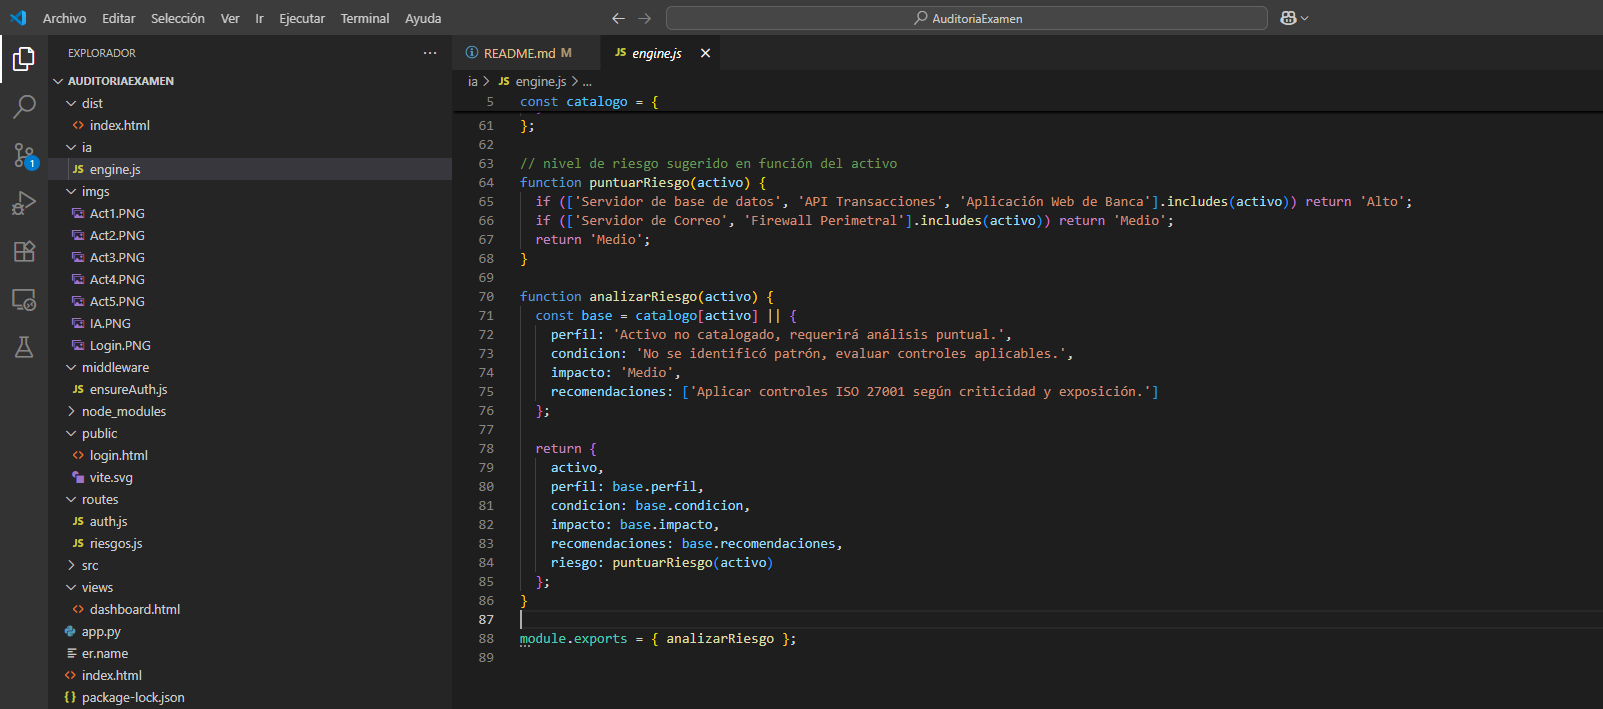 Archivo Editar Selección Ver Ir Ejecutar Terminal Ayuda
AuditoriaExamen
EXPLORADOR
AUDITORIAEXAMEN
dist
index.html
ia
JS engine.js
imgs
Act1.PNG
Act2.PNG
Act3.PNG
Act4.PNG
Act5.PNG
IA.PNG
Login.PNG
middleware
JS ensureAuth.js
node_modules
public
login.html
vite.svg
routes
JS auth.js
JS riesgos.js
src
views
dashboard.html
app.py
er.name
index.html
package-lock.json
1
README.md M
JS engine.js
ia > JS engine.js > ...
5 const catalogo = {
61 };
62
63 // nivel de riesgo sugerido en función del activo
64 function puntuarRiesgo(activo) {
65 if (['Servidor de base de datos', 'API Transacciones', 'Aplicación Web de Banca'].includes(activo)) return 'Alto';
66 if (['Servidor de Correo', 'Firewall Perimetral'].includes(activo)) return 'Medio';
67 return 'Medio';
68 }
69
70 function analizarRiesgo(activo) {
71 const base = catalogo[activo] || {
72 perfil: 'Activo no catalogado, requerirá análisis puntual.',
73 condicion: 'No se identificó patrón, evaluar controles aplicables.',
74 impacto: 'Medio',
75 recomendaciones: ['Aplicar controles ISO 27001 según criticidad y exposición.']
76 };
77
78 return {
79 activo,
80 perfil: base.perfil,
81 condicion: base.condicion,
82 impacto: base.impacto,
83 recomendaciones: base.recomendaciones,
84 riesgo: puntuarRiesgo(activo)
85 };
86 }
87
88 module.exports = { analizarRiesgo };
89